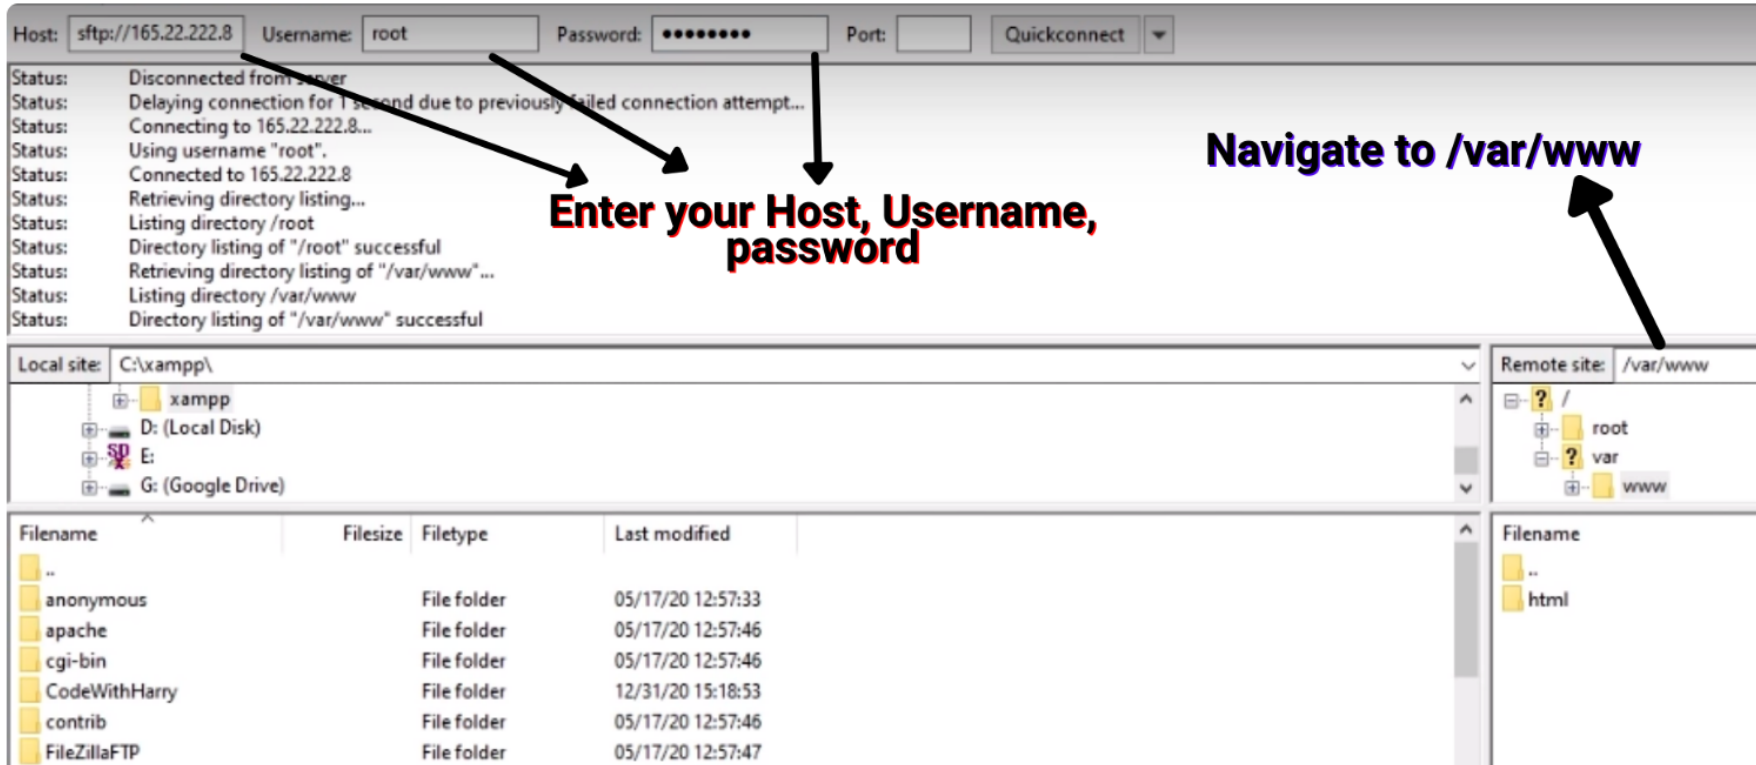 Host: sftp://165.22.222.8 Username: root Password: ●●●●●●●● Port: Quickconnect
Status: Disconnected from server
Status: Delaying connection for 1 second due to previously failed connection attempt...
Status: Connecting to 165.22.222.8...
Status: Using username "root".
Status: Connected to 165.22.222.8
Status: Retrieving directory listing...
Status: Listing directory /root
Status: Directory listing of "/root" successful
Status: Retrieving directory listing of "/var/www"...
Status: Listing directory /var/www
Status: Directory listing of "/var/www" successful
Enter your Host, Username,
password
Navigate to /var/www
Local site: C:\xampp\
xampp
D: (Local Disk)
E:
G: (Google Drive)
Remote site: /var/www
/
root
var
www
Filename Filesize Filetype Last modified
..
anonymous File folder 05/17/20 12:57:33
apache File folder 05/17/20 12:57:46
cgi-bin File folder 05/17/20 12:57:46
CodeWithHarry File folder 12/31/20 15:18:53
contrib File folder 05/17/20 12:57:46
FileZillaFTP File folder 05/17/20 12:57:47
Filename
..
html